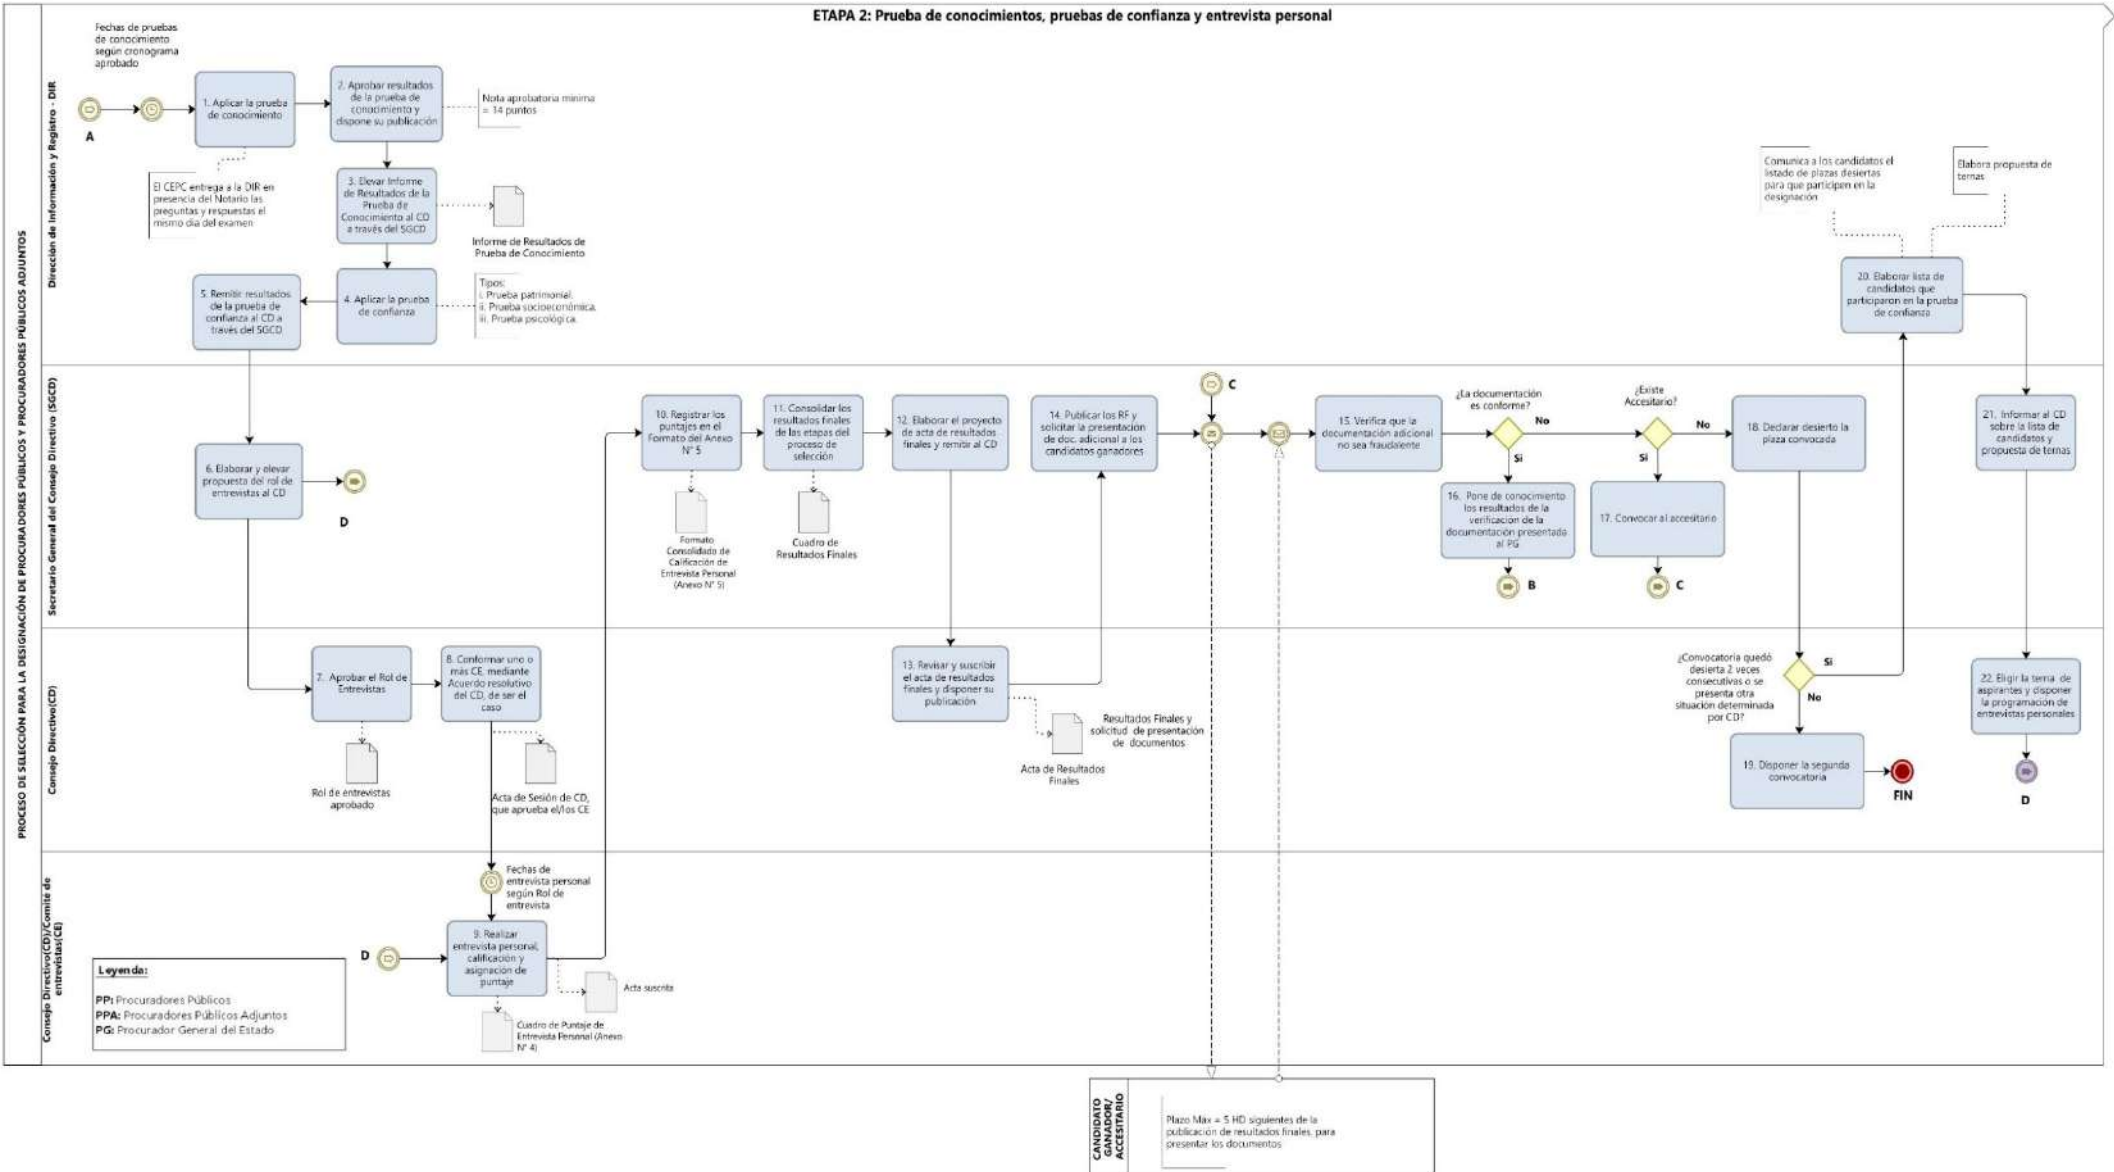 ETAPA 2: Prueba de conocimientos, pruebas de confianza y entrevista personal
PROCESO DE SELECCIÓN PARA LA DESIGNACIÓN DE PROCURADORES PÚBLICOS Y PROCURADORES PÚBLICOS ADJUNTOS
Dirección de Información y Registro - DIR
Fechas de pruebas
de conocimiento
según cronograma
aprobado
A
1. Aplicar la prueba
de conocimiento
2. Aprobar resultados
de la prueba de
conocimiento y
dispone su publicación
Nota aprobatoria mínima
= 14 puntos
El CEPC entrega a la DIR en
presencia del Notario las
preguntas y respuestas el
mismo día del examen
3. Elevar Informe
de Resultados de la
Prueba de
Conocimiento al CD
a través del SGCD
Informe de Resultados de
Prueba de Conocimiento
4. Aplicar la prueba
de confianza
Tipos:
i. Prueba patrimonial.
ii. Prueba socioeconómica.
iii. Prueba psicológica.
5. Remitir resultados
de la prueba de
confianza al CD a
través del SGCD
Comunica a los candidatos el
listado de plazas desiertas
para que participen en la
designación
Elabora propuesta de
ternas
20. Elaborar lista de
candidatos que
participaron en la prueba
de confianza
Secretario General del Consejo Directivo (SGCD)
6. Elaborar y elevar
propuesta del rol de
entrevistas al CD
D
10. Registrar los
puntajes en el
Formato del Anexo
N° 5
Formato
Consolidado de
Calificación de
Entrevista Personal
(Anexo N° 5)
11. Consolidar los
resultados finales
de las etapas del
proceso de
selección
Cuadro de
Resultados Finales
12. Elaborar el proyecto
de acta de resultados
finales y remitir al CD
14. Publicar los RF y
solicitar la presentación
de doc. adicional a los
candidatos ganadores
C
15. Verifica que la
documentación adicional
no sea fraudalente
¿La documentación
es conforme?
No
Si
16. Pone de conocimiento
los resultados de la
verificación de la
documentación presentada
al PG
B
¿Existe
Accesitario?
No
Si
17. Convocar al accesitario
C
18. Declarar desierto la
plaza convocada
21. Informar al CD
sobre la lista de
candidatos y
propuesta de ternas
Consejo Directivo(CD)
7. Aprobar el Rol de
Entrevistas
Rol de entrevistas
aprobado
8. Conformar uno o
más CE, mediante
Acuerdo resolutivo
del CD, de ser el
caso
Acta de Sesión de CD,
que aprueba el/los CE
13. Revisar y suscribir
el acta de resultados
finales y disponer su
publicación
Resultados Finales y
solicitud de presentación
de documentos
Acta de Resultados
Finales
¿Convocatoria quedó
desierta 2 veces
consecutivas o se
presenta otra
situación determinada
por CD?
Si
No
19. Disponer la segunda
convocatoria
FIN
22. Eligir la terna de
aspirantes y disponer
la programación de
entrevistas personales
D
Consejo Directivo(CD)/Comité de
entrevistas(CE)
Fechas de
entrevista personal
según Rol de
entrevista
D
9. Realizar
entrevista personal,
calificación y
asignación de
puntaje
Acta suscrita
Cuadro de Puntaje de
Entrevista Personal (Anexo
N° 4)
Leyenda:
PP: Procuradores Públicos
PPA: Procuradores Públicos Adjuntos
PG: Procurador General del Estado
CANDIDATO
GANADOR/
ACCESITARIO
Plazo Máx = 5 HD siguientes de la
publicación de resultados finales, para
presentar los documentos